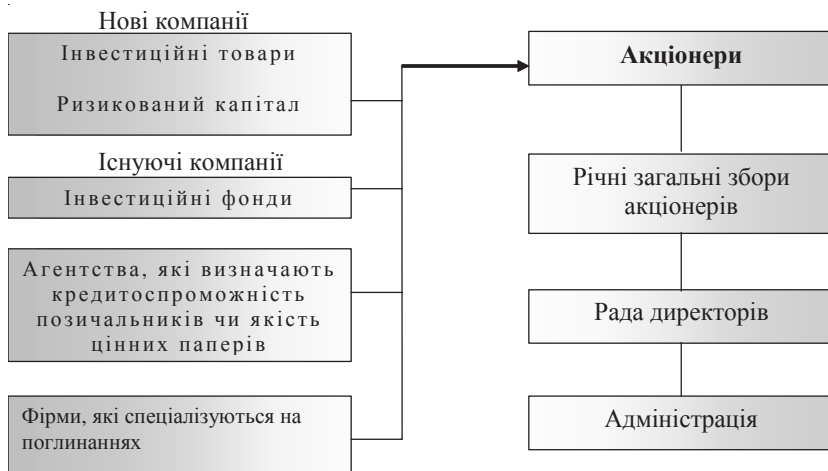 Нові компанії
Інвестиційні товари
Ризикований капітал
Існуючі компанії
Інвестиційні фонди
Агентства, які визначають
кредитоспроможність
позичальників чи якість
цінних паперів
Фірми, які спеціалізуються на
поглинаннях
Акціонери
Річні загальні збори
акціонерів
Рада директорів
Адміністрація